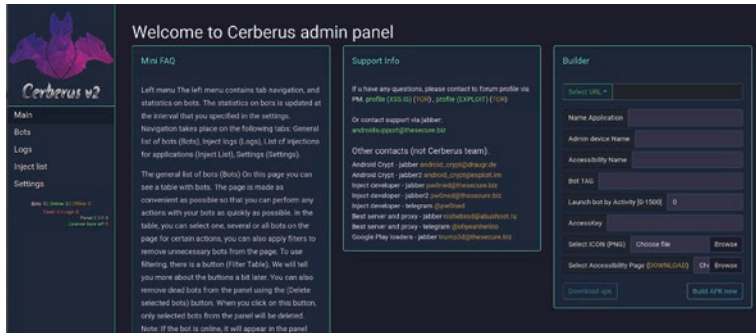 Welcome to Cerberus admin panel
Cerberus v2
Main
Bots
Logs
Inject list
Settings
Mini FAQ
Left menu The left menu contains tab navigation, and
statistics on bots. The statistics on bots is updated at
the interval that you specified in the settings.
Navigation takes place on the following tabs: General
list of bots (Bots), Inject logs (Logs), List of injections
for applications (Inject List), Settings (Settings).
The general list of bots (Bots) On this page you can
see a table with bots. The page is made as
convenient as possible so that you can perform any
actions with your bots as quickly as possible. In the
table, you can select one, several or all bots on the
page for certain actions, you can also apply filters to
remove unnecessary bots from the page. To use
filtering, there is a button (Filter Table). We will tell
you more about the buttons a bit later. You can also
remove dead bots from the panel using the (Delete
selected bots) button. When you click on this button,
only selected bots from the panel will be deleted.
Note: If the bot is online, it will appear in the panel
Support Info
If u have any questions, please contact to forum profile via
PM. profile (XSS.IS) (TOR) , profile (EXPLOIT) (TOR)
Or contact support via jabber:
androidsupport@thesecure.biz
Other contacts (not Cerberus team):
Android Crypt - jabber android_crypt@draugr.de
Android Crypt - jabber2 android_crypt@exploit.im
Inject developer - jabber pw0ned@thesecure.biz
Inject developer - jabber2 pw0ned@thesecure.biz
Inject developer - telegram @pw0ned
Best server and proxy - jabber
Best server and proxy - telegram
Google Play loaders - jabber
Builder
Select URL
Name Application
Admin device Name
Accessibility Name
Bot TAG
Launch bot by Activity [0-1500] 0
AccessKey
Select ICON (PNG) Choose file Browse
Select Accessibility Page (DOWNLOAD) Browse
Download apk Build APK now